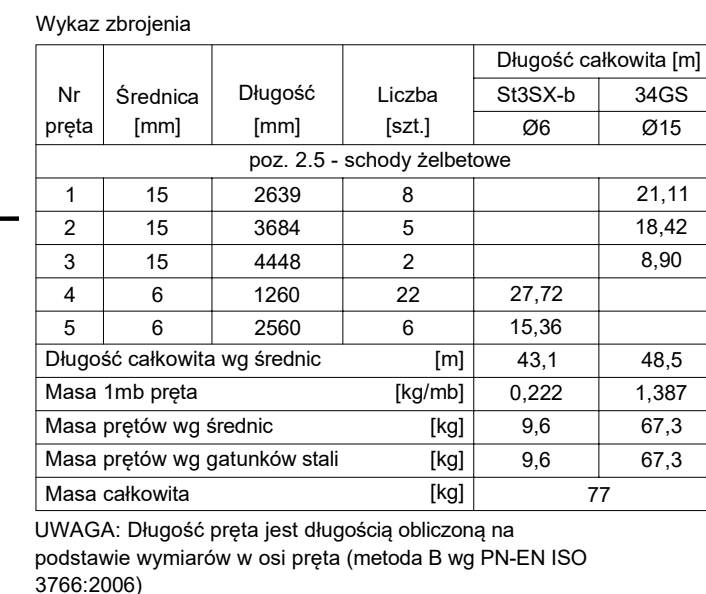 Wykaz zbrojenia
Długość całkowita [m]
Nr Średnica Długość Liczba St3SX-b 34GS
pręta [mm] [mm] [szt.] Ø6 Ø15
poz. 2.5 - schody żelbetowe
1 15 2639 8 21,11
2 15 3684 5 18,42
3 15 4448 2 8,90
4 6 1260 22 27,72
5 6 2560 6 15,36
Długość całkowita wg średnic [m] 43,1 48,5
Masa 1mb pręta [kg/mb] 0,222 1,387
Masa prętów wg średnic [kg] 9,6 67,3
Masa prętów wg gatunków stali [kg] 9,6 67,3
Masa całkowita [kg] 77
UWAGA: Długość pręta jest długością obliczoną na
podstawie wymiarów w osi pręta (metoda B wg PN-EN ISO
3766:2006)